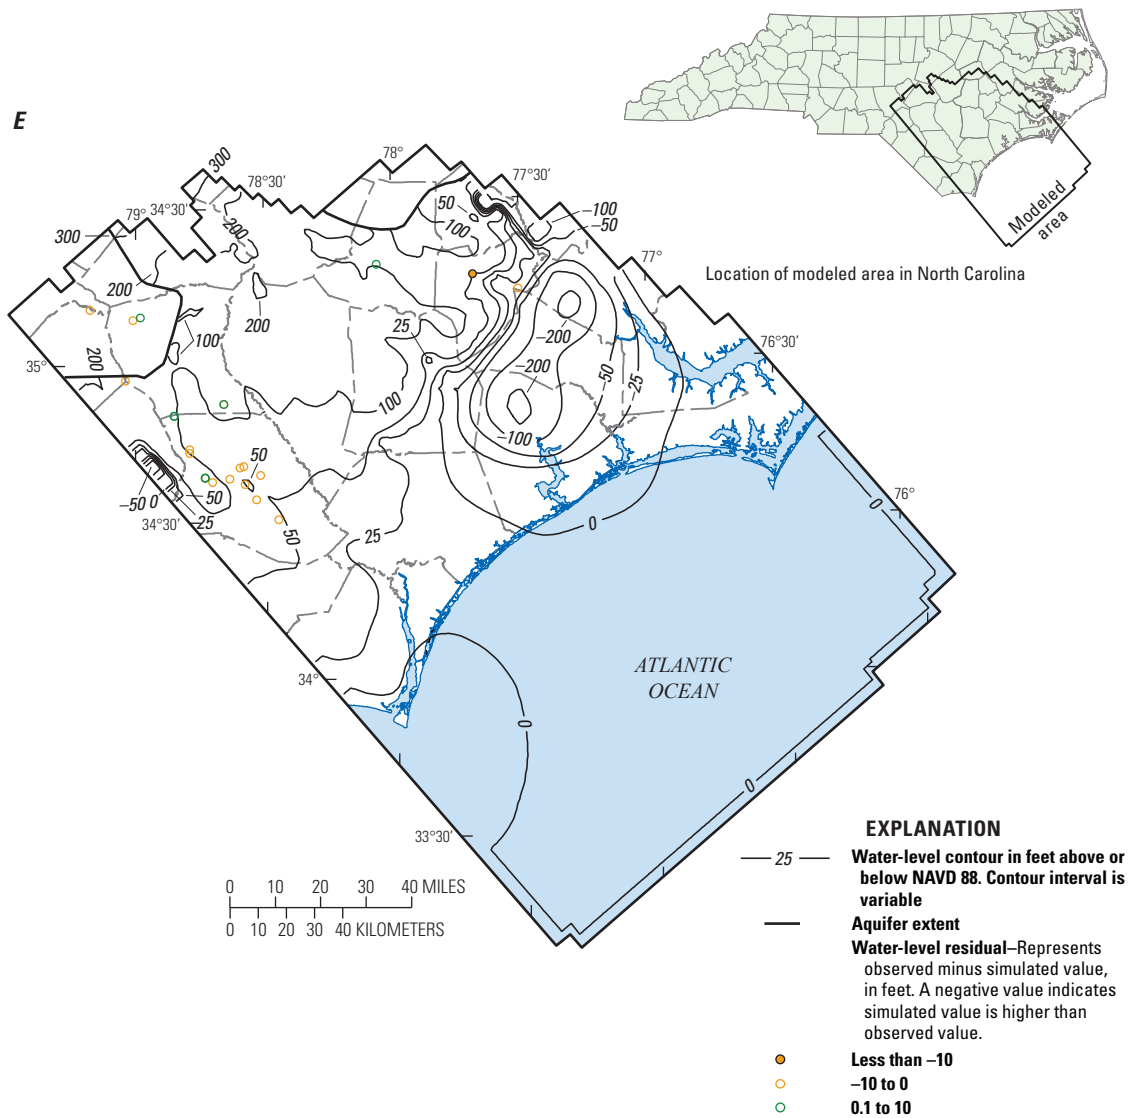 E
Modeled
area
Location of modeled area in North Carolina
300
78°
77°30'
78°30'
50
–100
–50
79°
34°30'
200
100
300
77°
200
200
25
–200
100
76°30'
200
–200
–50
–25
35°
100
–100
50
–50
0
50
25
34°30'
50
25
0
76°
0
ATLANTIC
OCEAN
34°
0
0
33°30'
0 10 20 30 40 MILES
0 10 20 30 40 KILOMETERS
EXPLANATION
25
Water-level contour in feet above or
below NAVD 88. Contour interval is
variable
Aquifer extent
Water-level residual–Represents
observed minus simulated value,
in feet. A negative value indicates
simulated value is higher than
observed value.
Less than –10
–10 to 0
0.1 to 10